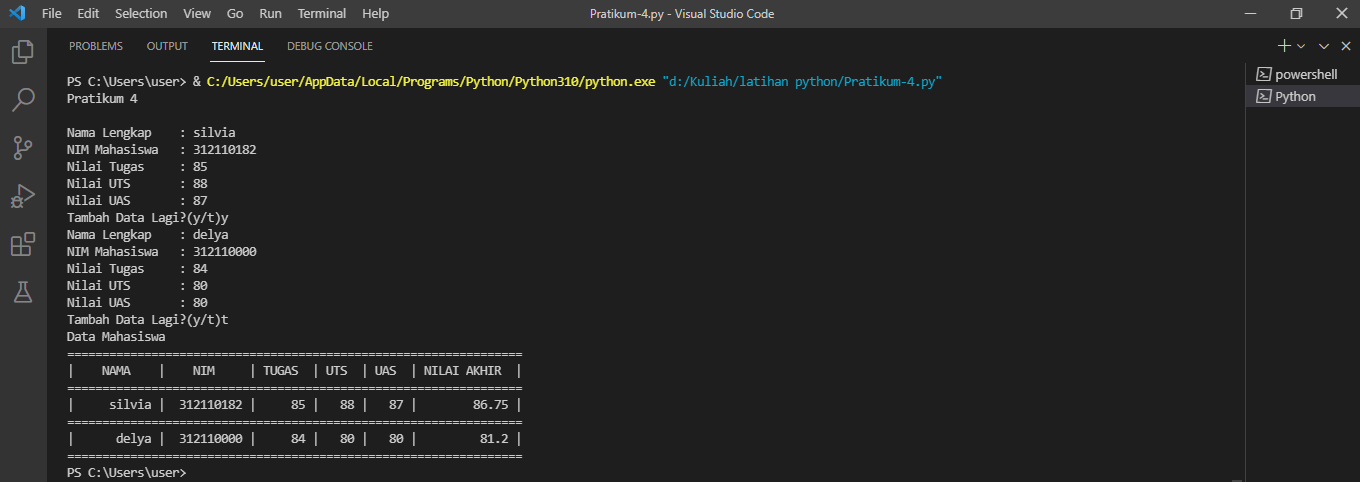 File Edit Selection View Go Run Terminal Help Pratikum-4.py - Visual Studio Code
PROBLEMS OUTPUT TERMINAL DEBUG CONSOLE
PS C:\Users\user> & C:/Users/user/AppData/Local/Programs/Python/Python310/python.exe "d:/Kuliah/latihan python/Pratikum-4.py"
Pratikum 4
Nama Lengkap    : silvia
NIM Mahasiswa   : 312110182
Nilai Tugas     : 85
Nilai UTS       : 88
Nilai UAS       : 87
Tambah Data Lagi?(y/t)y
Nama Lengkap    : delya
NIM Mahasiswa   : 312110000
Nilai Tugas     : 84
Nilai UTS       : 80
Nilai UAS       : 80
Tambah Data Lagi?(y/t)t
Data Mahasiswa
=================================================================
|    NAMA    |    NIM     | TUGAS  | UTS  | UAS  | NILAI AKHIR  |
=================================================================
|     silvia |  312110182 |     85 |   88 |   87 |        86.75 |
=================================================================
|      delya |  312110000 |     84 |   80 |   80 |         81.2 |
=================================================================
PS C:\Users\user>
powershell
Python